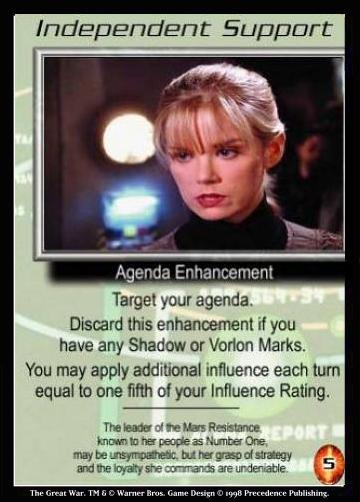 Independent Support
Agenda Enhancement
Target your agenda.
Discard this enhancement if you
have any Shadow or Vorlon Marks.
You may apply additional influence each turn
equal to one fifth of your Influence Rating.
The leader of the Mars Resistance,
known to her people as Number One,
may be unsympathetic, but her grasp of strategy
and the loyalty she commands are undeniable.
5
The Great War. TM & © Warner Bros. Game Design © 1998 Precedence Publishing.